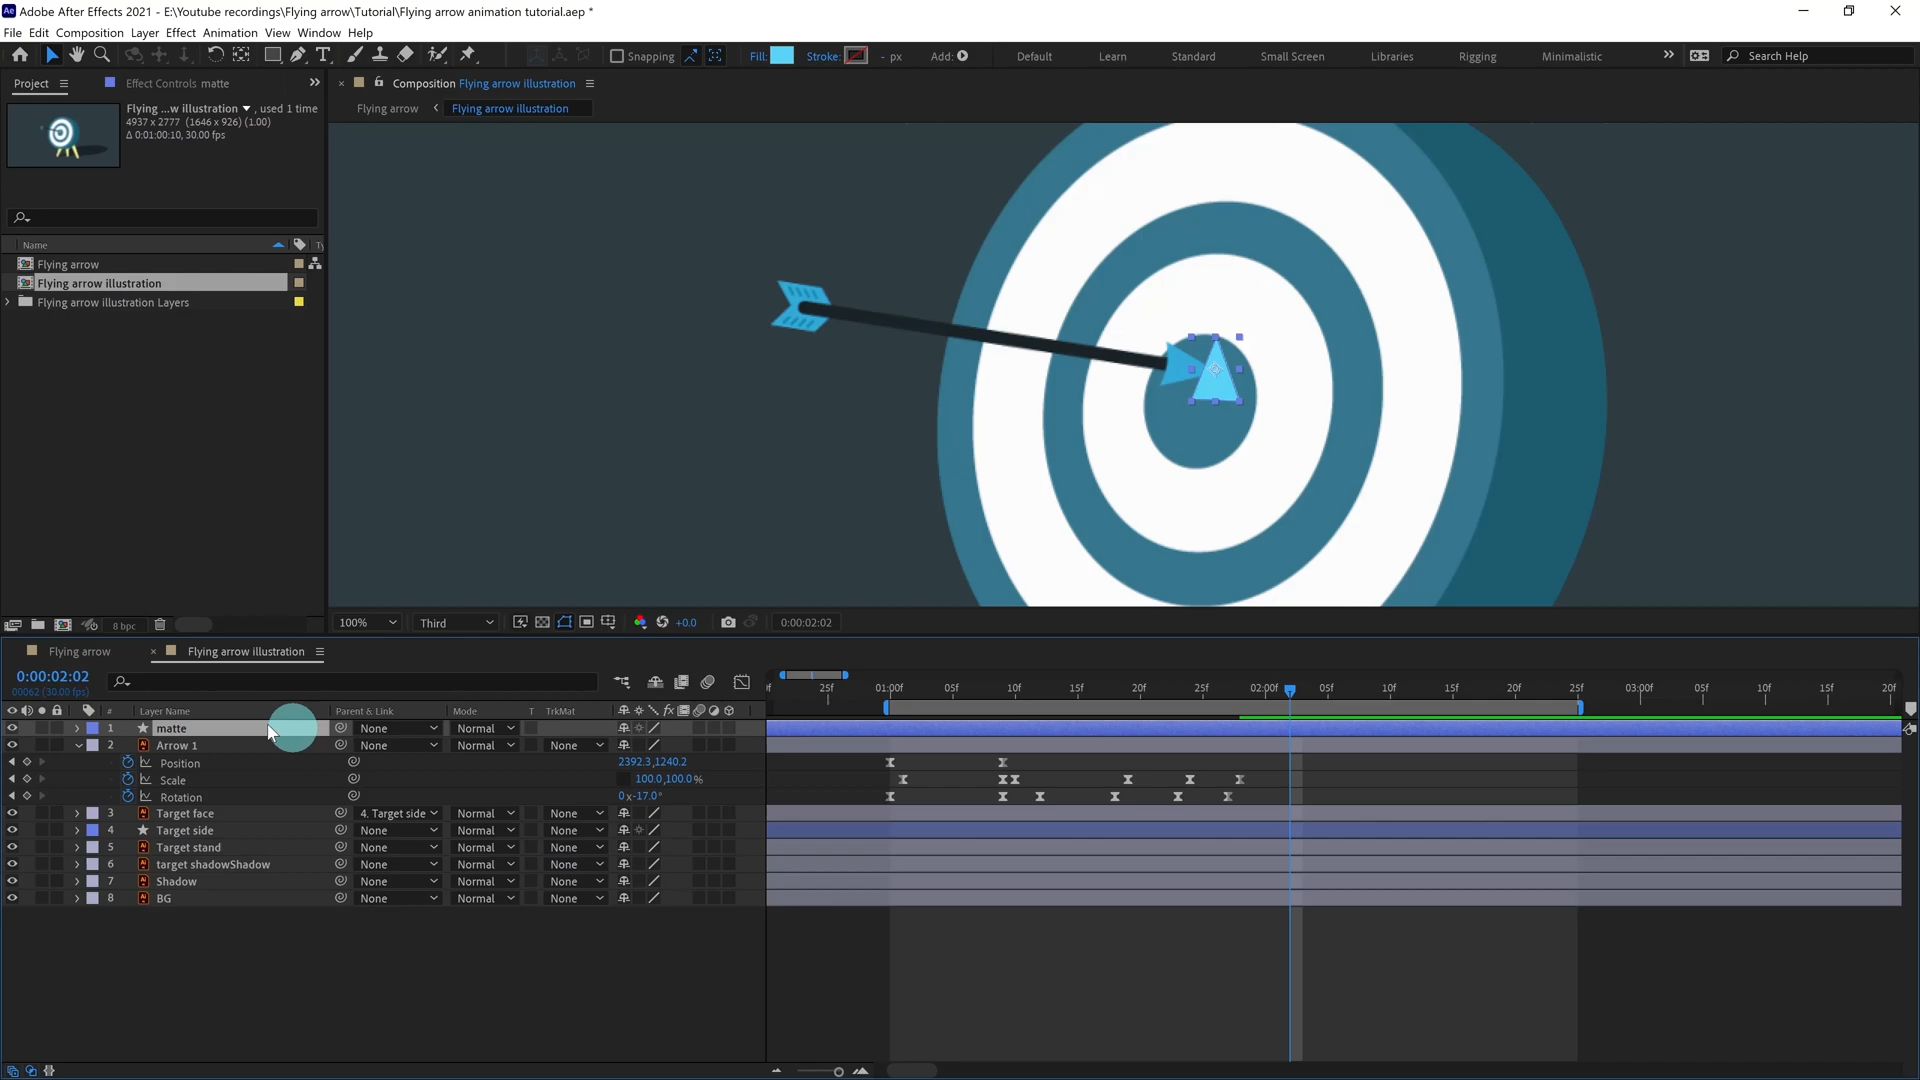 Adobe After Effects 2021 - E:\Youtube recordings\Flying arrow\Tutorial\Flying arrow animation tutorial.aep *
File Edit Composition Layer Effect Animation View Window Help
Snapping Fill: Stroke: - px Add: Default Learn Standard Small Screen Libraries Rigging Minimalistic Search Help
Project Effect Controls matte
Composition Flying arrow illustration
Flying arrow Flying arrow illustration
Flying ...w illustration , used 1 time
4937 x 2777 (1646 x 926) (1.00)
Δ 0:01:00:10, 30.00 fps
Name Ty
Flying arrow
Flying arrow illustration
Flying arrow illustration Layers
8 bpc
100% Third +0.0 0:00:02:02
Flying arrow Flying arrow illustration
0:00:02:02
00062 (30.00 fps)
25f 01:00f 05f 10f 15f 20f 25f 02:00f 05f 10f 15f 20f 25f 03:00f 05f 10f 15f 20f
# Layer Name Parent & Link Mode T TrkMat
1 matte None Normal
2 Arrow 1 None Normal None
Position 2392.3,1240.2
Scale 100.0,100.0%
Rotation 0x-17.0°
3 Target face 4. Target side Normal None
4 Target side None Normal None
5 Target stand None Normal None
6 target shadowShadow None Normal None
7 Shadow None Normal None
8 BG None Normal None